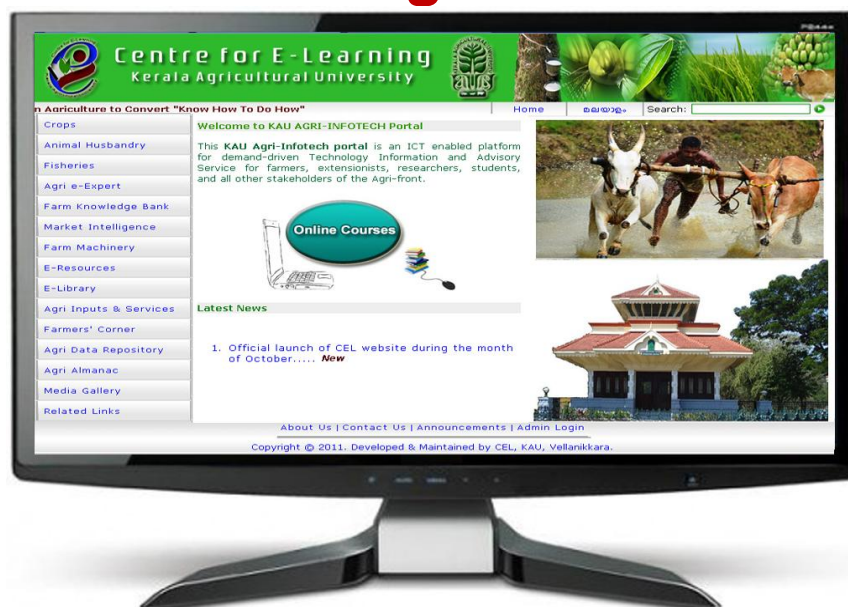 Centre for E-Learning
Kerala Agricultural University
n Agriculture to Convert "Know How To Do How"
Home
മലയാളം
Search:
Crops
Animal Husbandry
Fisheries
Agri e-Expert
Farm Knowledge Bank
Market Intelligence
Farm Machinery
E-Resources
E-Library
Agri Inputs & Services
Farmers' Corner
Agri Data Repository
Agri Almanac
Media Gallery
Related Links
Welcome to KAU AGRI-INFOTECH Portal
This KAU Agri-Infotech portal is an ICT enabled platform
for demand-driven Technology Information and Advisory
Service for farmers, extensionists, researchers, students,
and all other stakeholders of the Agri-front.
Online Courses
Latest News
1. Official launch of CEL website during the month
of October..... New
About Us | Contact Us | Announcements | Admin Login
Copyright © 2011. Developed & Maintained by CEL, KAU, Vellanikkara.